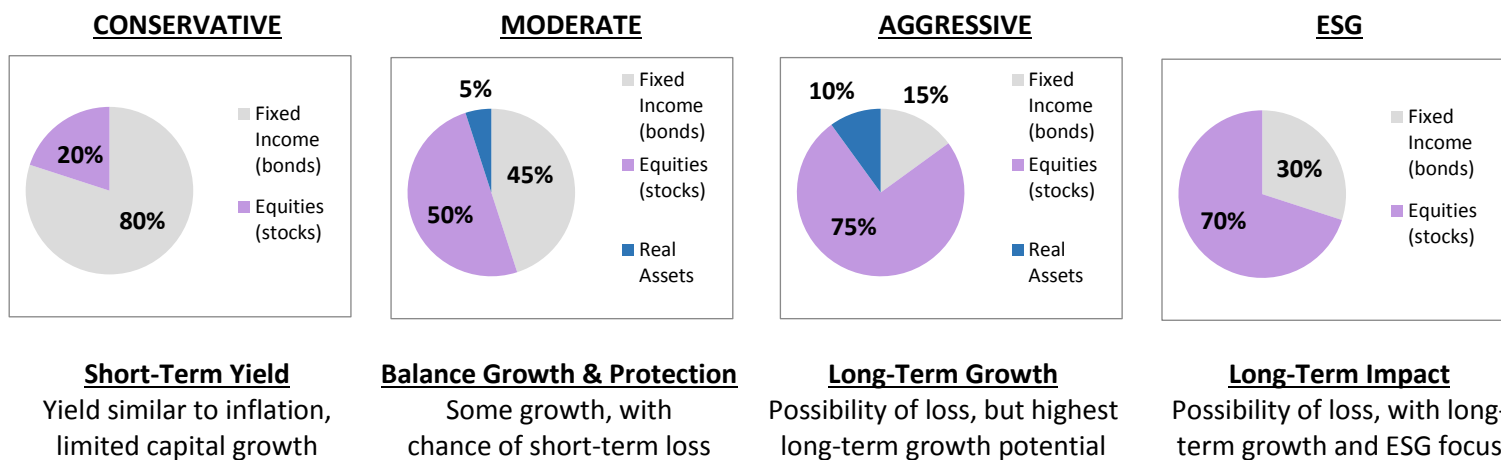 CONSERVATIVE
20%
80%
Fixed
Income
(bonds)
Equities
(stocks)
Short-Term Yield
Yield similar to inflation,
limited capital growth
MODERATE
5%
45%
50%
Fixed
Income
(bonds)
Equities
(stocks)
Real
Assets
Balance Growth & Protection
Some growth, with
chance of short-term loss
AGGRESSIVE
10%
15%
75%
Fixed
Income
(bonds)
Equities
(stocks)
Real
Assets
Long-Term Growth
Possibility of loss, but highest
long-term growth potential
ESG
30%
70%
Fixed
Income
(bonds)
Equities
(stocks)
Long-Term Impact
Possibility of loss, with long-
term growth and ESG focus